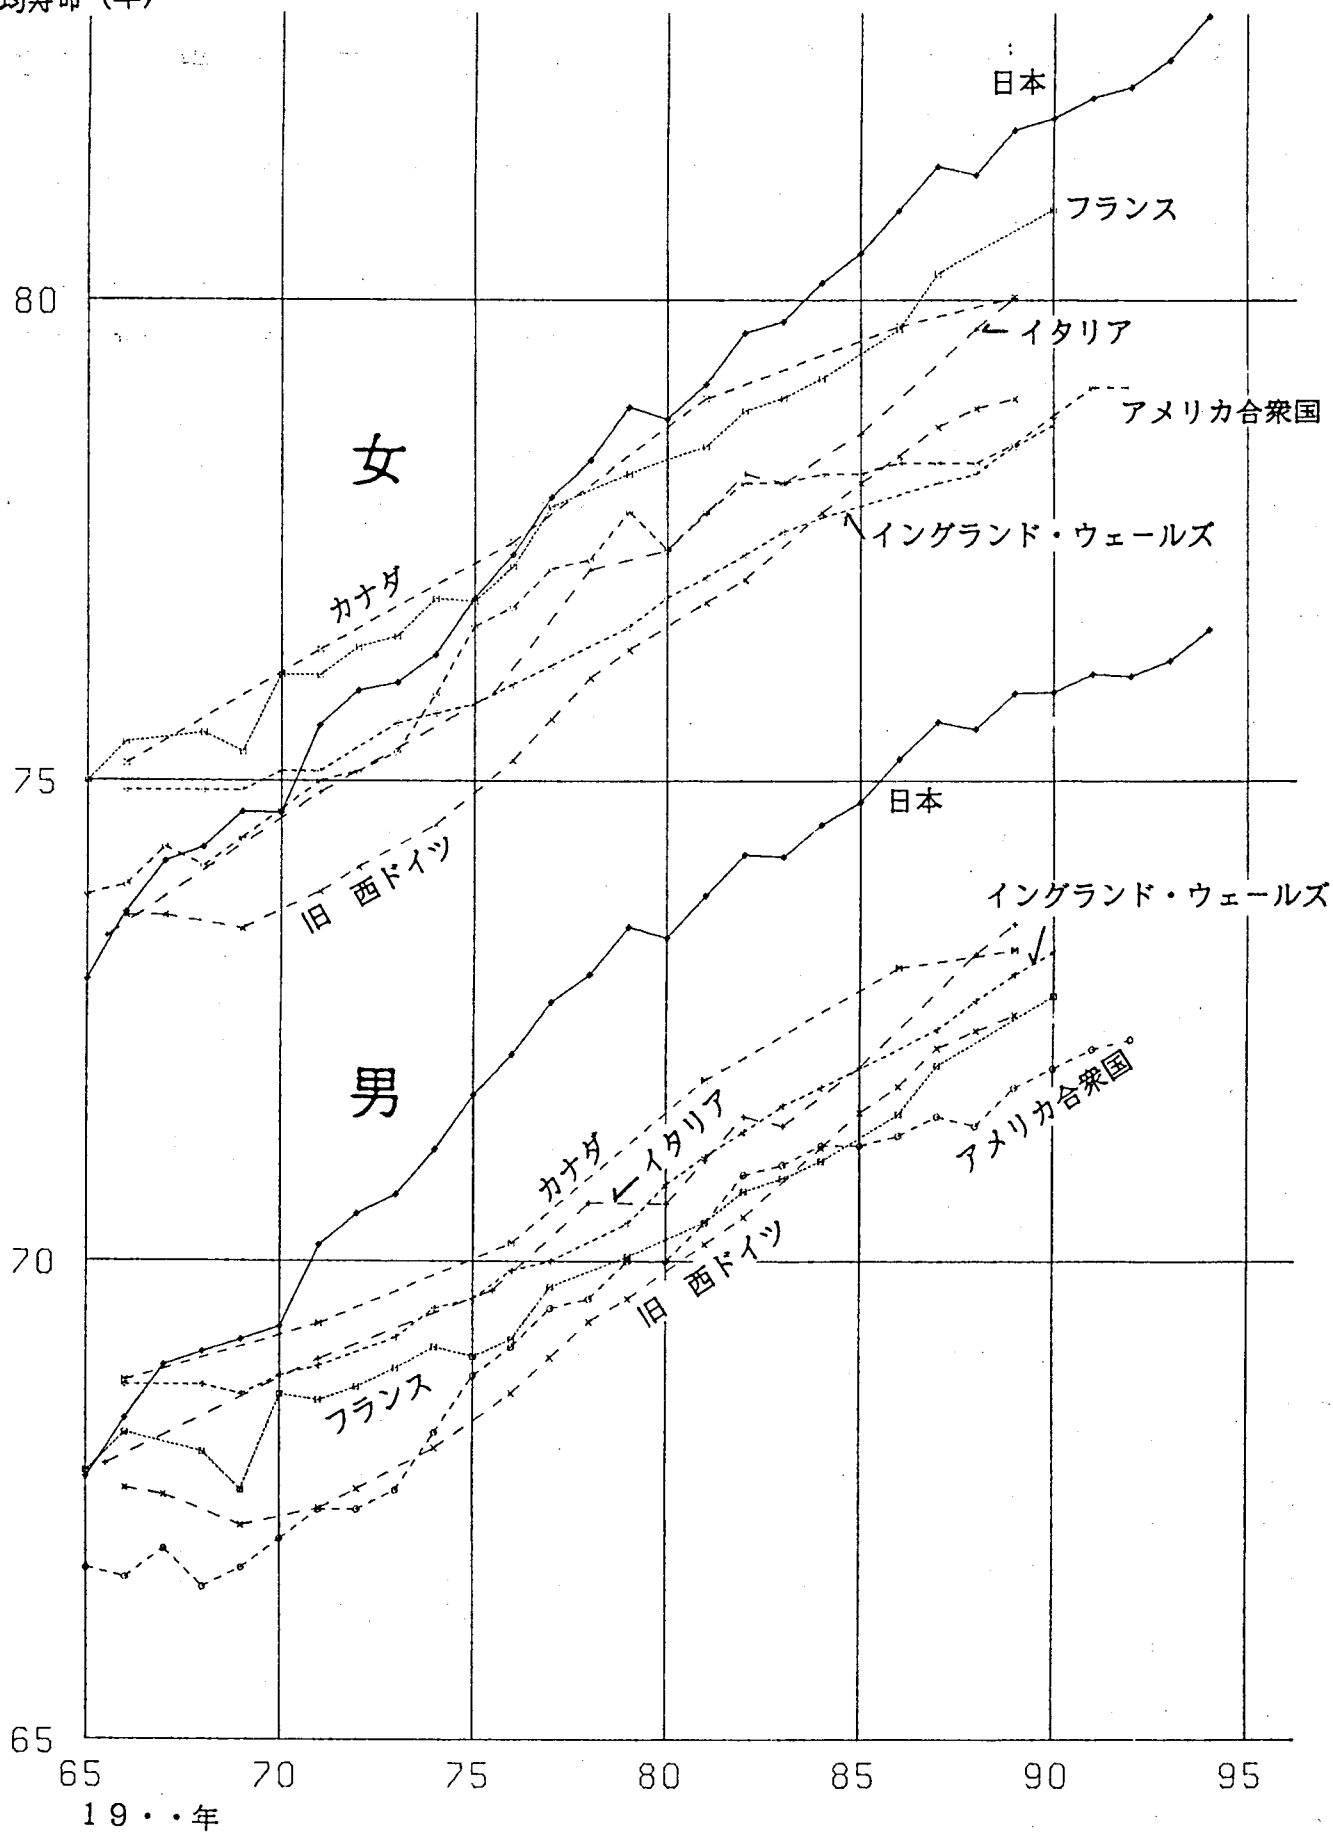 均寿命（年）
日本
フランス
80
イタリア
アメリカ合衆国
女
イングランド・ウェールズ
カナダ
75
日本
旧 西ドイツ
イングランド・ウェールズ
男
アメリカ合衆国
イタリア
カナダ
70
旧 西ドイツ
フランス
65
65 70 75 80 85 90 95
19・・年